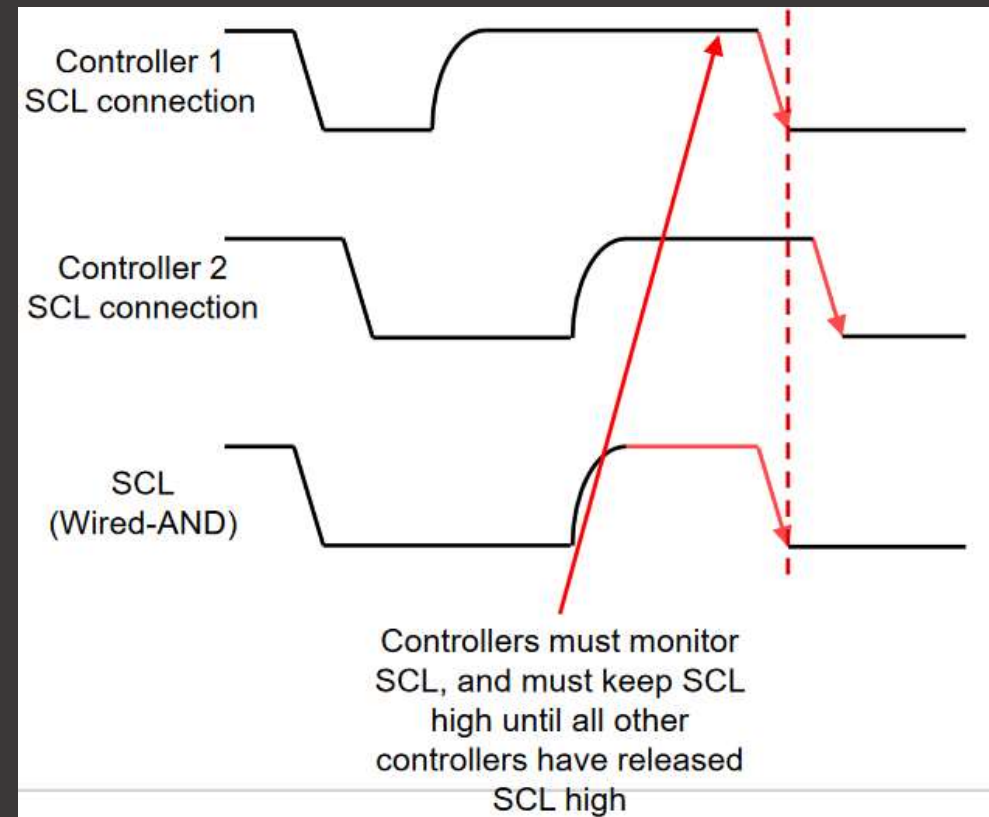 Controller 1
SCL connection
Controller 2
SCL connection
SCL
(Wired-AND)
Controllers must monitor
SCL, and must keep SCL
high until all other
controllers have released
SCL high